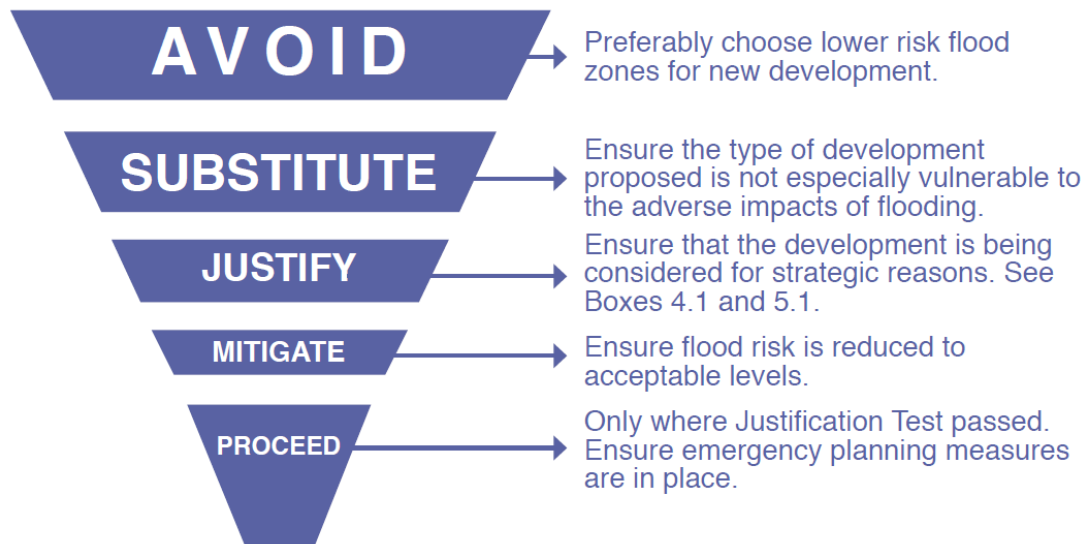 AVOID
Preferably choose lower risk flood
zones for new development.
SUBSTITUTE
Ensure the type of development
proposed is not especially vulnerable to
the adverse impacts of flooding.
JUSTIFY
Ensure that the development is being
considered for strategic reasons. See
Boxes 4.1 and 5.1.
MITIGATE
Ensure flood risk is reduced to
acceptable levels.
PROCEED
Only where Justification Test passed.
Ensure emergency planning measures
are in place.